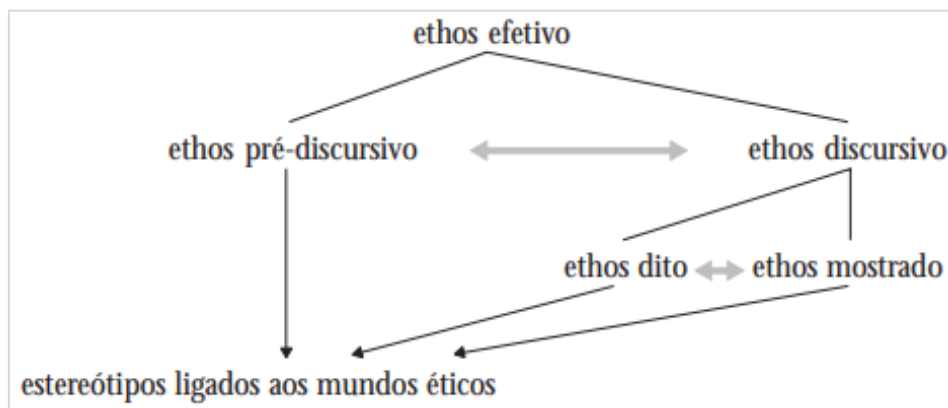 ethos efetivo
ethos pré-discursivo
ethos discursivo
ethos dito
ethos mostrado
estereótipos ligados aos mundos éticos